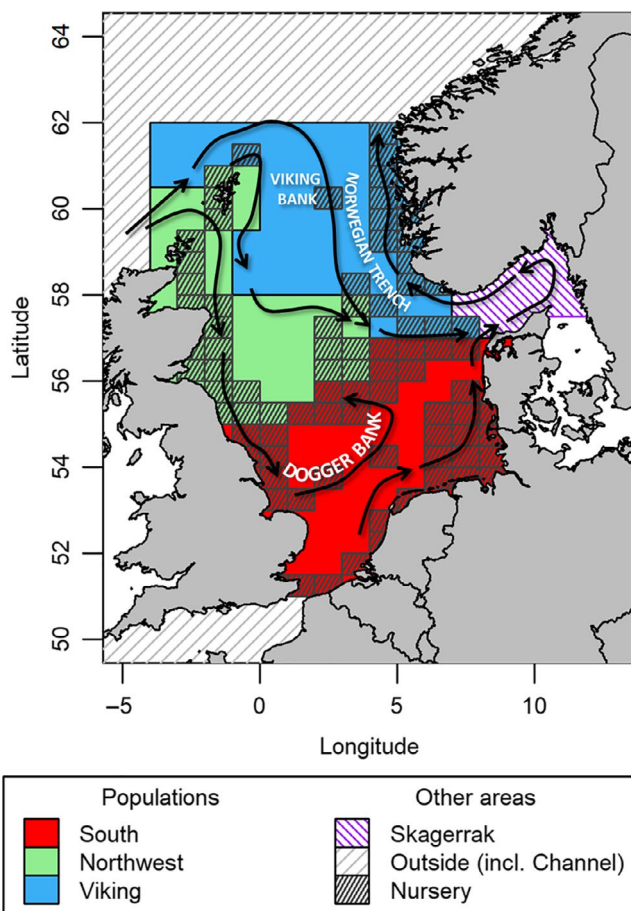 64
62
60
58
56
54
52
50
Latitude
VIKING
BANK
NORWEGIAN TRENCH
DOGGER BANK
−5
0
5
10
Longitude
Populations
South
Northwest
Viking
Other areas
Skagerrak
Outside (incl. Channel)
Nursery